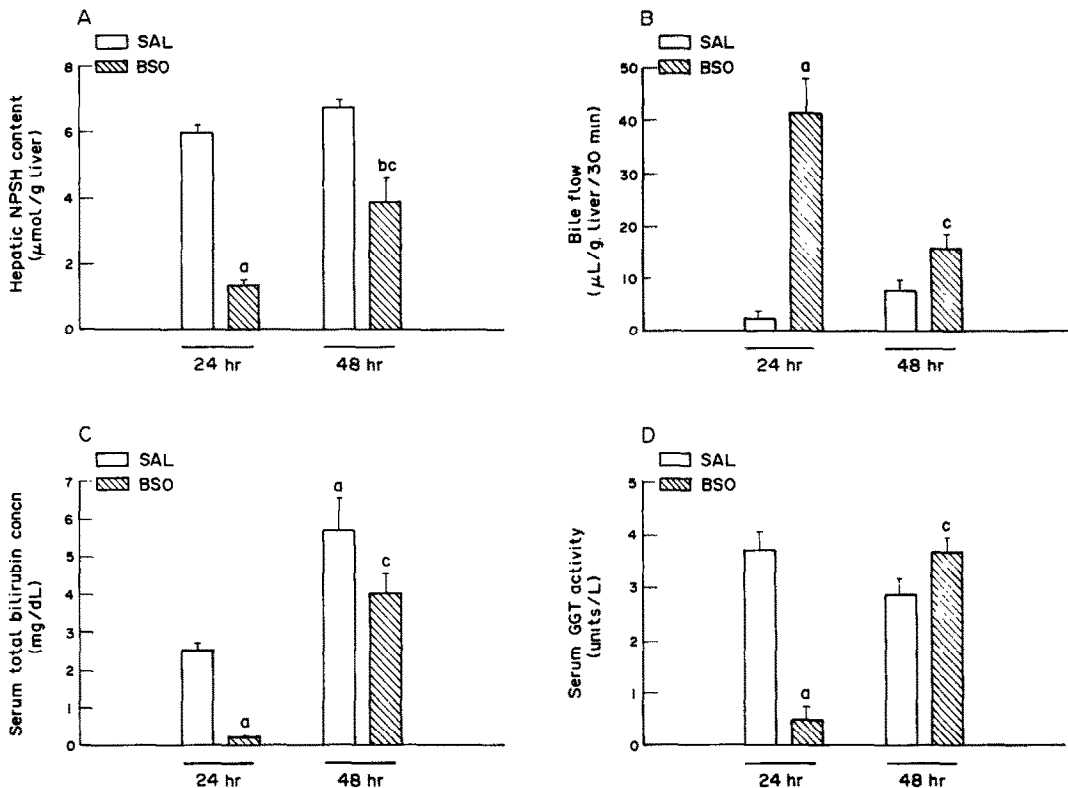 A
SAL
BSO
Hepatic NPSH content
(μmol/g liver)
8
6
4
2
0
a
bc
24 hr
48 hr
B
SAL
BSO
Bile flow
(μL/g. liver/30 min)
50
40
30
20
10
0
a
c
24 hr
48 hr
C
SAL
BSO
Serum total bilirubin concn
(mg/dL)
7
6
5
4
3
2
1
0
a
a
c
24 hr
48 hr
D
SAL
BSO
Serum GGT activity
(units/L)
5
4
3
2
1
0
a
c
24 hr
48 hr